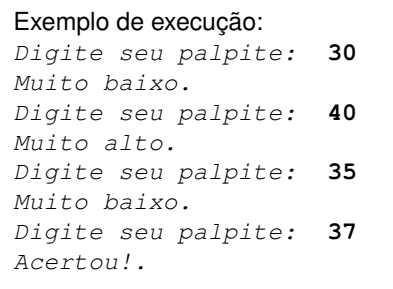 Exemplo de execução:
Digite seu palpite: 30
Muito baixo.
Digite seu palpite: 40
Muito alto.
Digite seu palpite: 35
Muito baixo.
Digite seu palpite: 37
Acertou!.